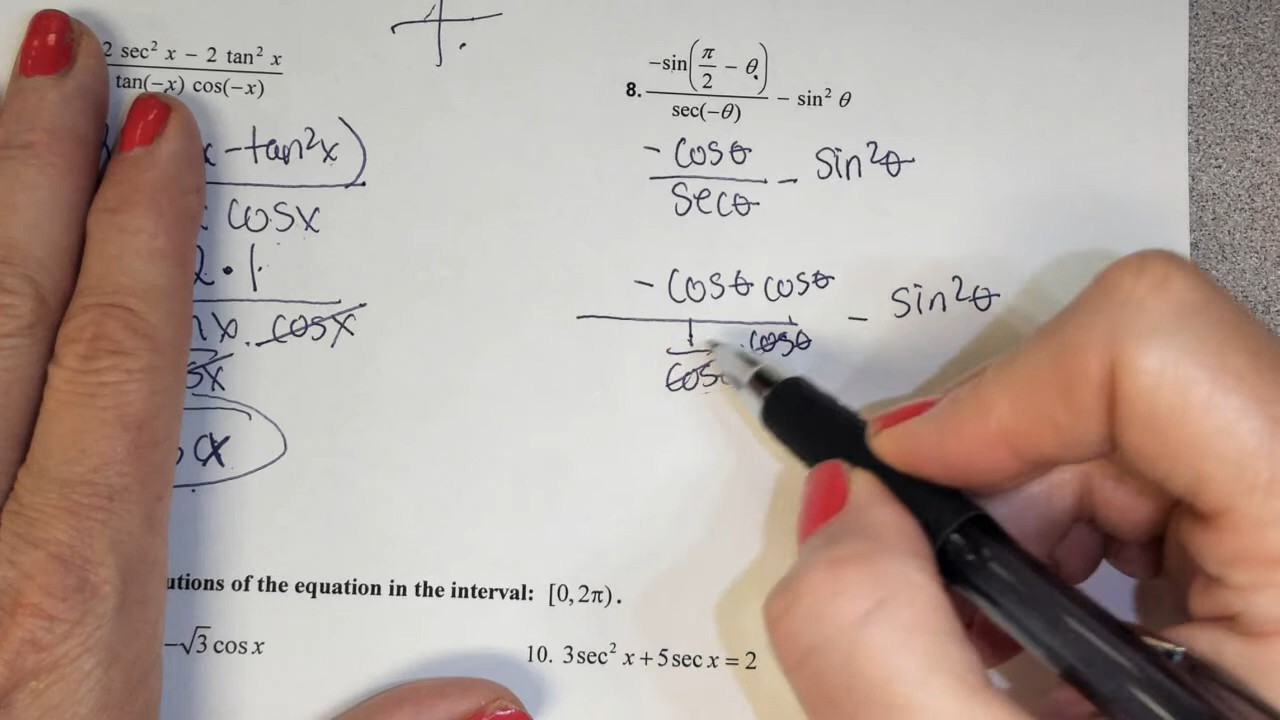 2 sec² x − 2 tan² x
tan(−x) cos(−x)
x - tan²x)
cosx
2 · 1
nx · cosx
sx
x
8. −sin(π/2 − θ)
sec(−θ)
− sin² θ
- cosθ
secθ
- sin²θ
- cosθ cosθ
1 · cosθ
cos
- sin²θ
utions of the equation in the interval: [0, 2π).
−√3 cos x
10. 3sec² x + 5sec x = 2